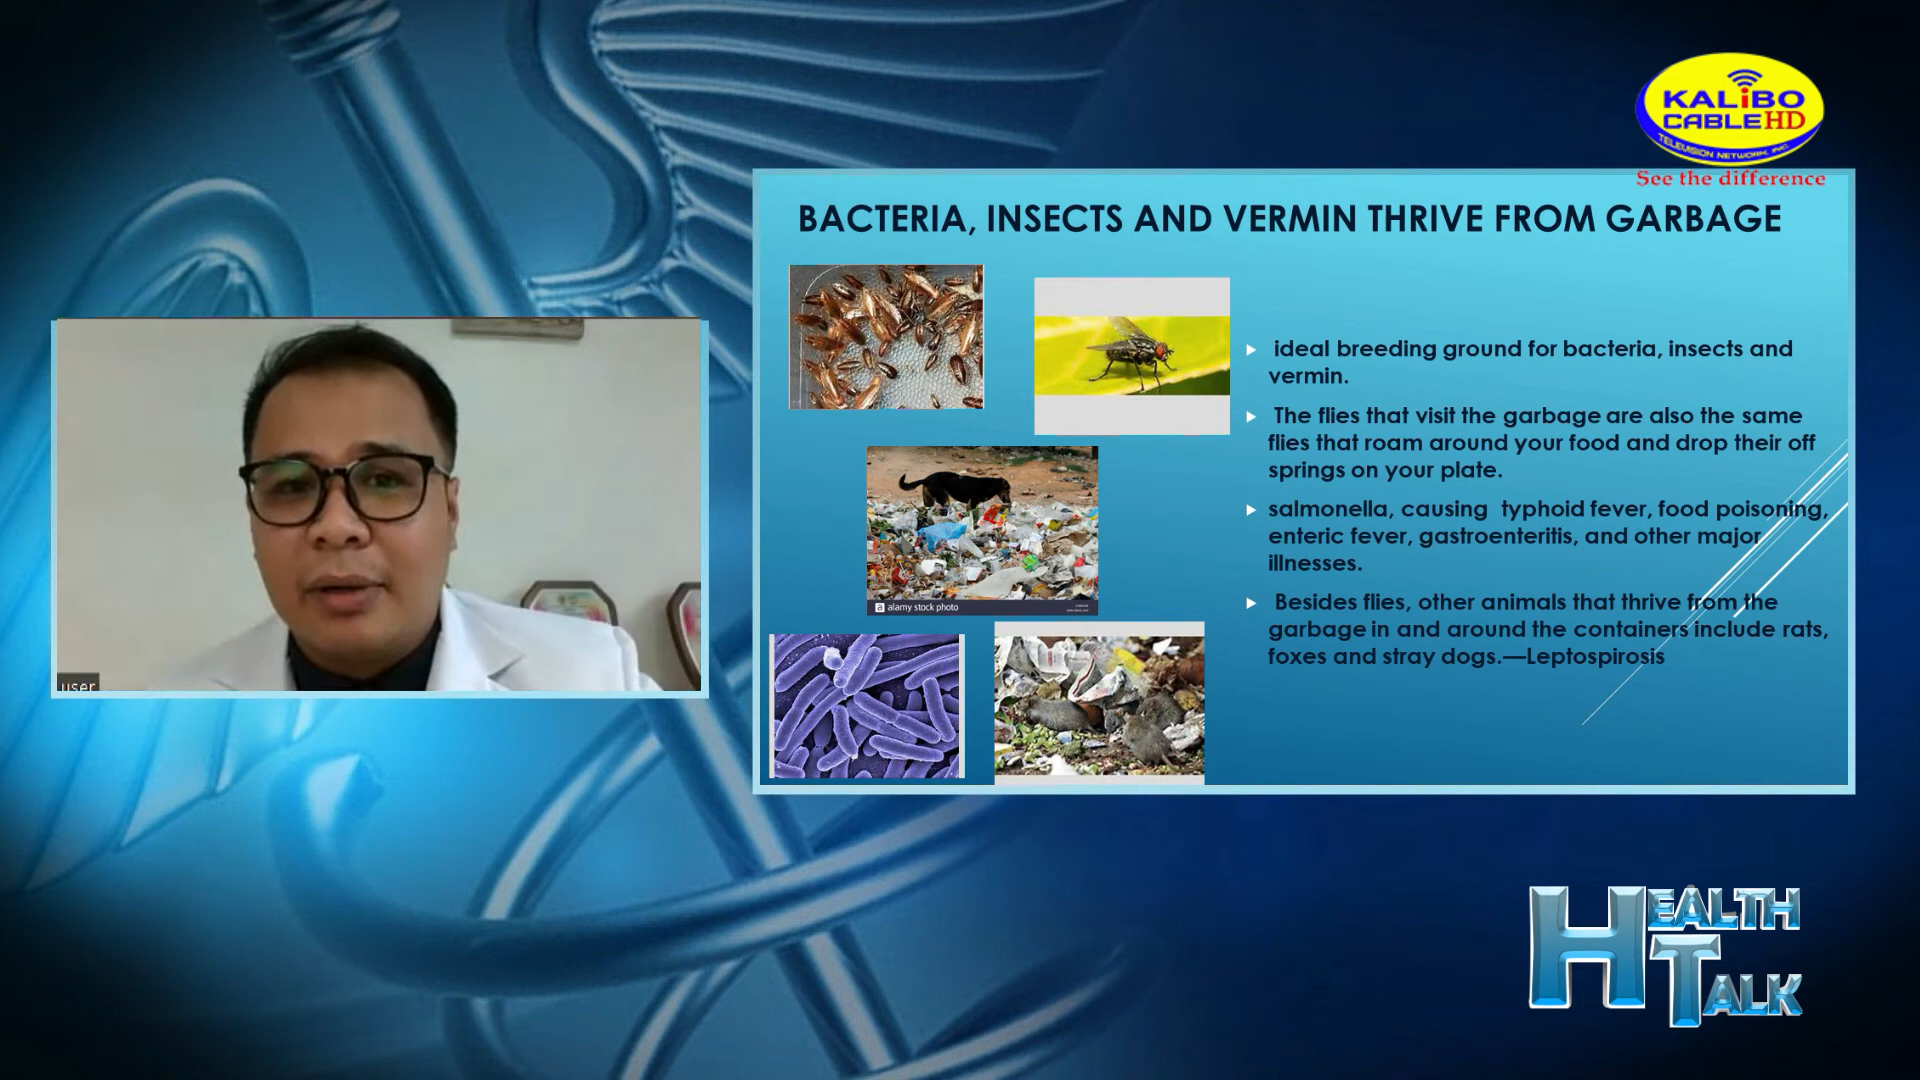 KALiBO
CABLEHD
TELEVISION NETWORK, INC.
See the difference
BACTERIA, INSECTS AND VERMIN THRIVE FROM GARBAGE
ideal breeding ground for bacteria, insects and
vermin.
The flies that visit the garbage are also the same
flies that roam around your food and drop their off
springs on your plate.
salmonella, causing typhoid fever, food poisoning,
enteric fever, gastroenteritis, and other major
illnesses.
Besides flies, other animals that thrive from the
garbage in and around the containers include rats,
foxes and stray dogs.—Leptospirosis
a alamy stock photo
user
HEALTH
TALK